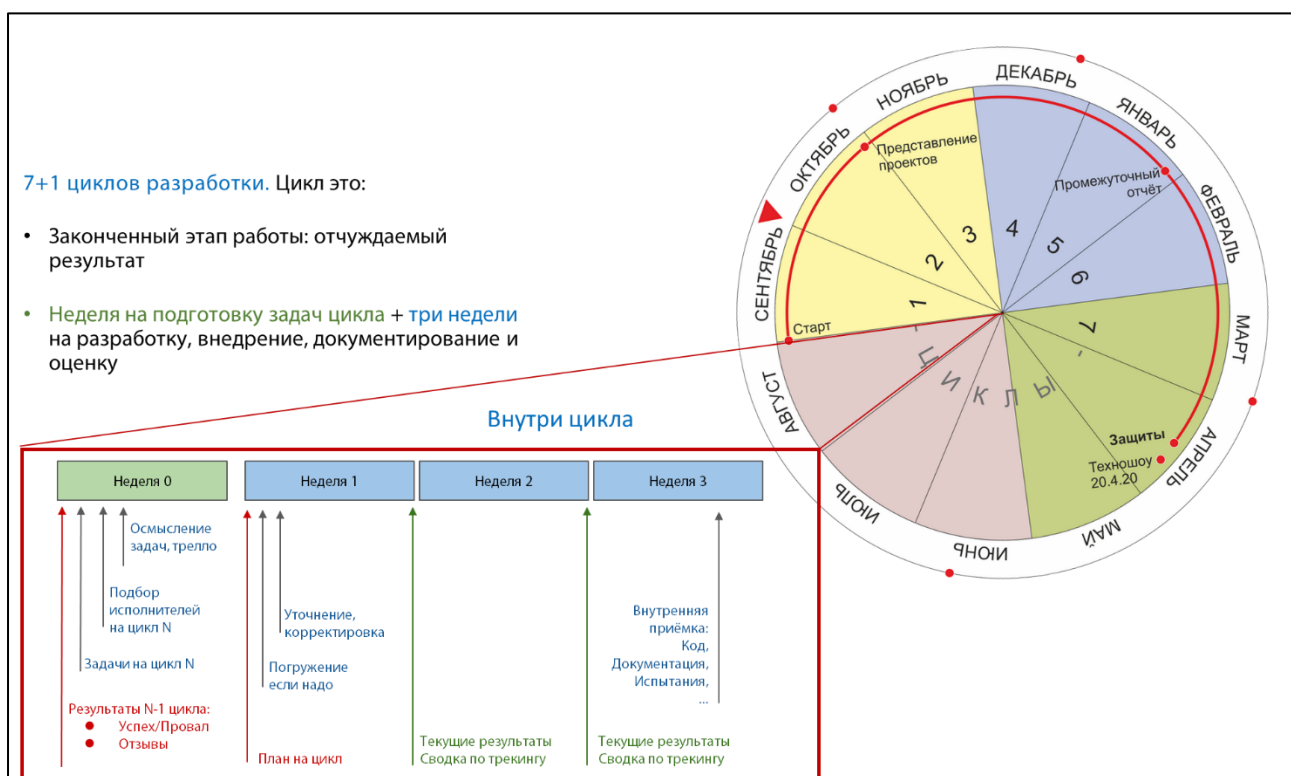 7+1 циклов разработки. Цикл это:
• Законченный этап работы: отчуждаемый
результат
• Неделя на подготовку задач цикла + три недели
на разработку, внедрение, документирование и
оценку
СЕНТЯБРЬ
ОКТЯБРЬ
НОЯБРЬ
ДЕКАБРЬ
ЯНВАРЬ
ФЕВРАЛЬ
МАРТ
АПРЕЛЬ
МАЙ
ИЮНЬ
ИЮЛЬ
АВГУСТ
Старт
Представление
проектов
Промежуточный
отчёт
Защиты
Техношоу
20.4.20
- 1 2 3 4 5 6 7 -
ЦИКЛЫ
Внутри цикла
Неделя 0
Неделя 1
Неделя 2
Неделя 3
Осмысление
задач, трелло
Подбор
исполнителей
на цикл N
Задачи на цикл N
Результаты N-1 цикла:
● Успех/Провал
● Отзывы
Уточнение,
корректировка
Погружение
если надо
План на цикл
Текущие результаты
Сводка по трекингу
Текущие результаты
Сводка по трекингу
Внутренняя
приёмка:
Код,
Документация,
Испытания,
...